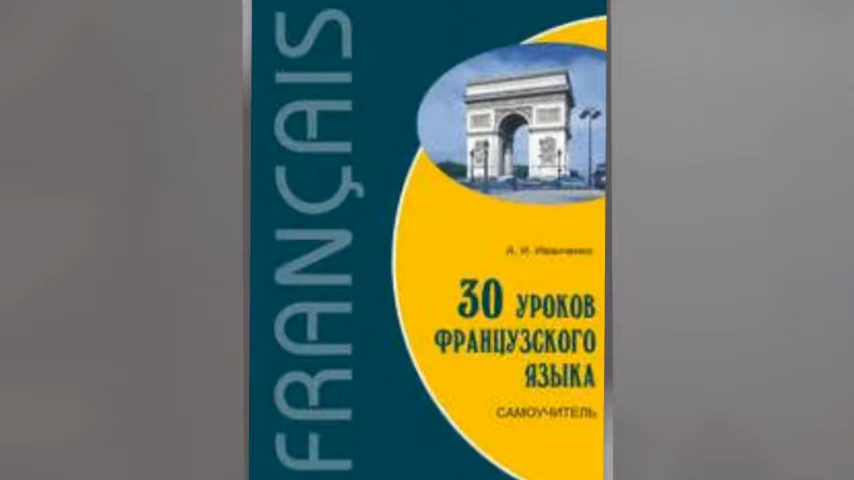 FRANÇAIS
А. И. Иванченко
30 УРОКОВ
ФРАНЦУЗСКОГО
ЯЗЫКА
САМОУЧИТЕЛЬ